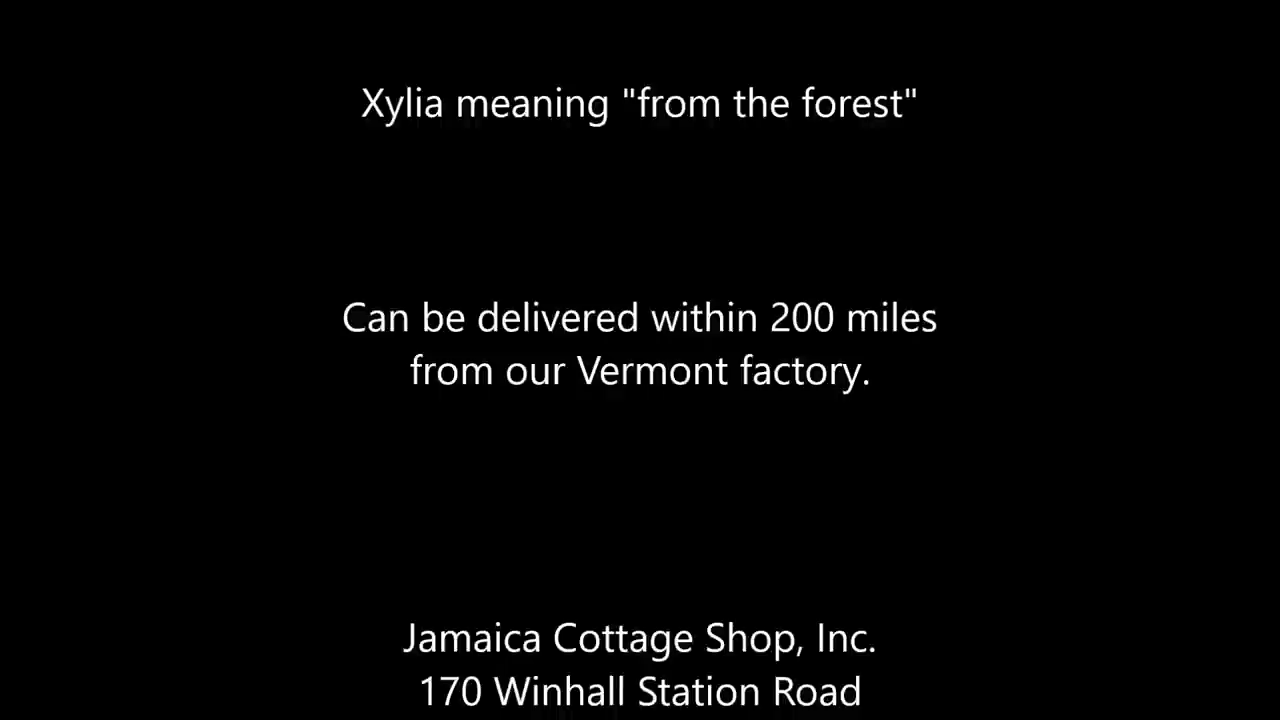 Xylia meaning "from the forest"
Can be delivered within 200 miles
from our Vermont factory.
Jamaica Cottage Shop, Inc.
170 Winhall Station Road